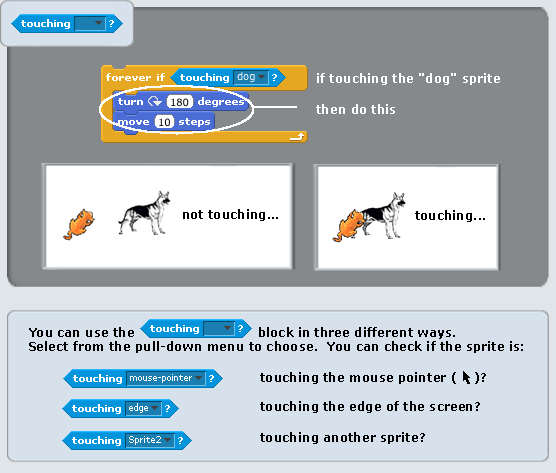 touching ?
forever if touching dog ?
if touching the "dog" sprite
turn 180 degrees
then do this
move 10 steps
not touching...
touching...
You can use the touching ? block in three different ways.
Select from the pull-down menu to choose. You can check if the sprite is:
touching mouse-pointer ?
touching the mouse pointer ( )?
touching edge ?
touching the edge of the screen?
touching Sprite2 ?
touching another sprite?